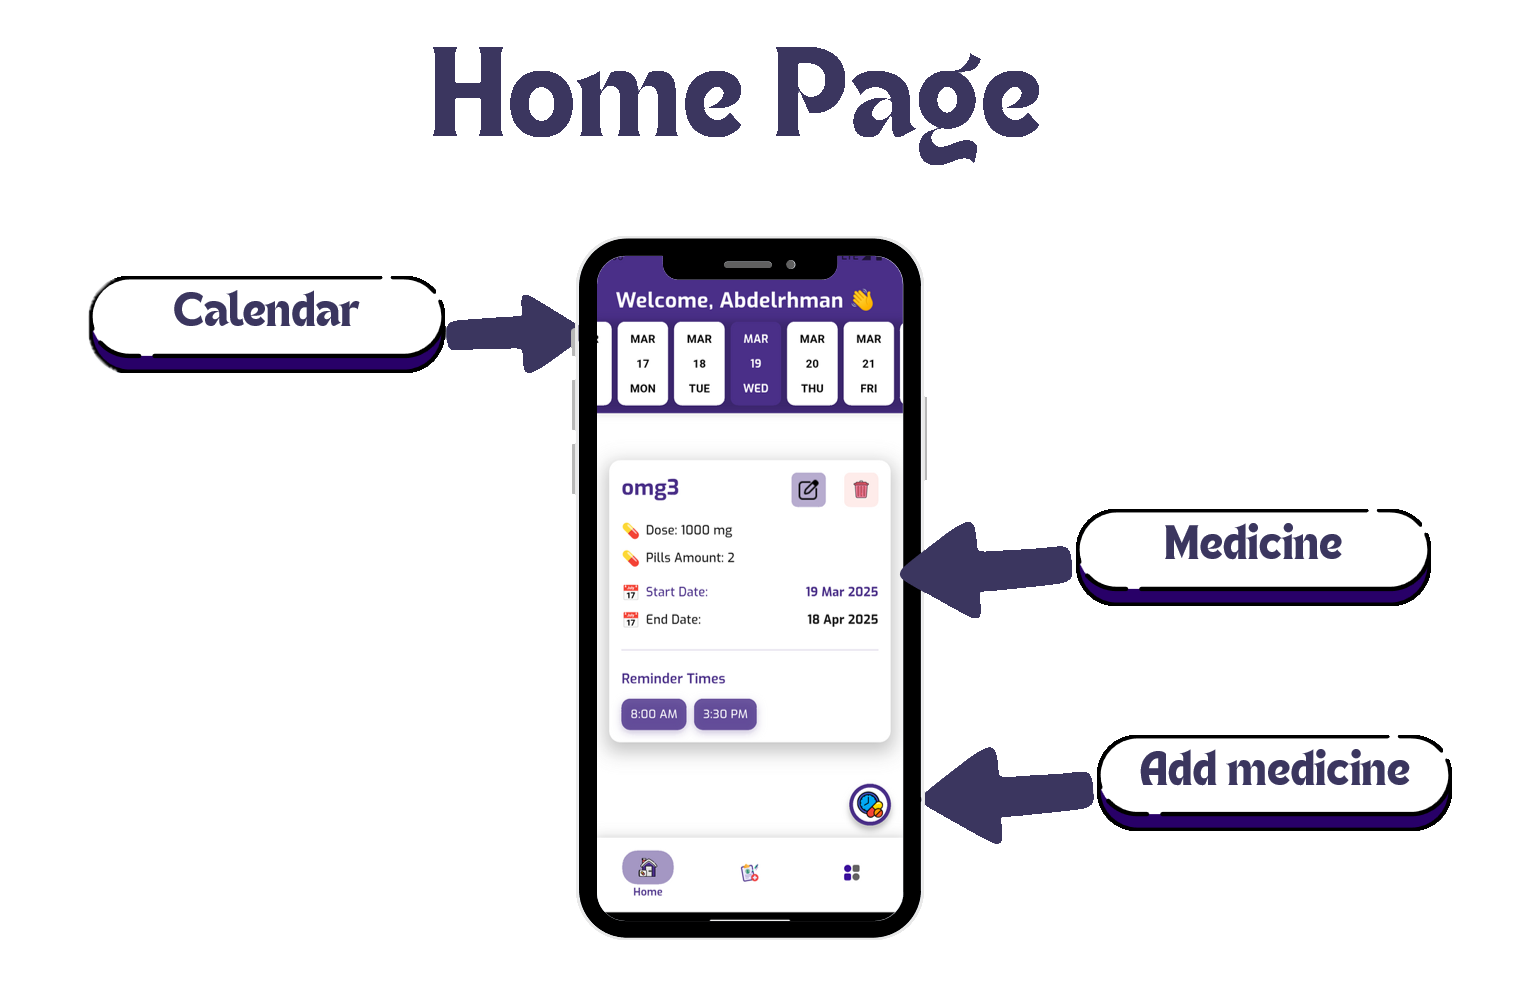 Home Page
Calendar
Welcome, Abdelrhman 👋
MAR MAR MAR MAR MAR
17 18 19 20 21
MON TUE WED THU FRI
omg3
Dose: 1000 mg
Pills Amount: 2
Start Date: 19 Mar 2025
End Date: 18 Apr 2025
Reminder Times
8:00 AM 3:30 PM
Medicine
Add medicine
Home